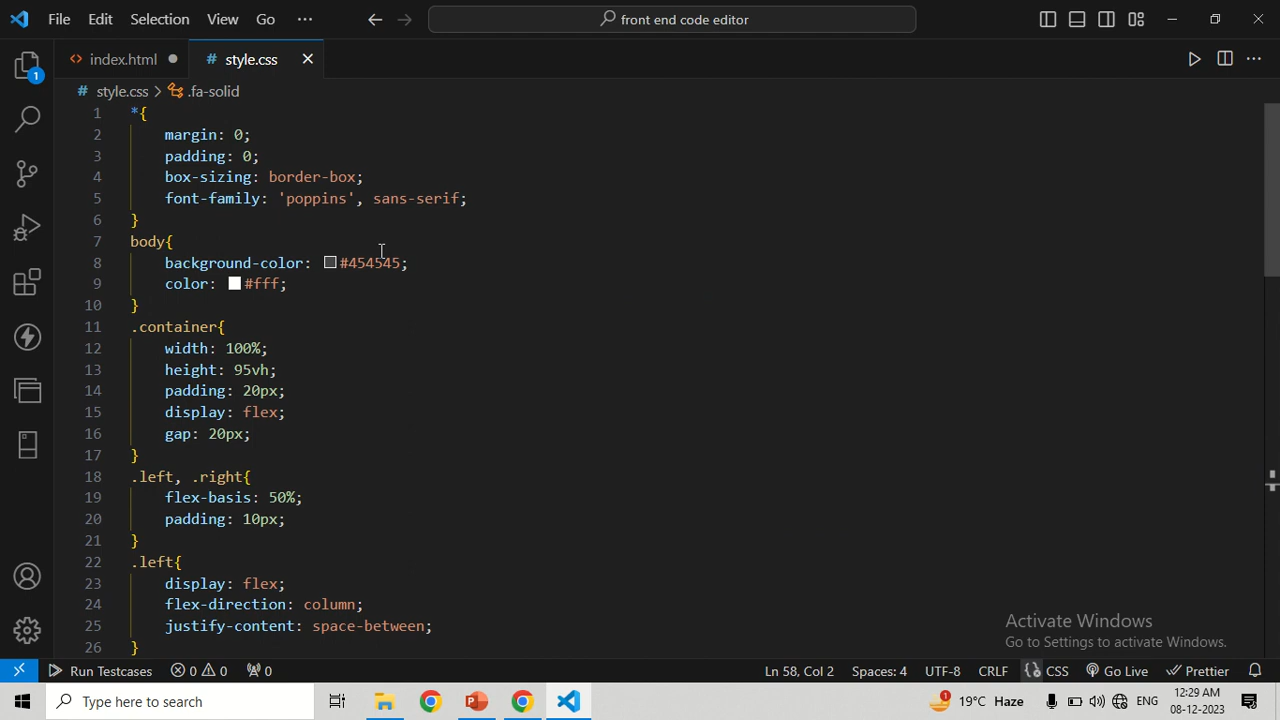 File Edit Selection View Go ··· front end code editor
index.html style.css
1
style.css > .fa-solid
1 *{
2 margin: 0;
3 padding: 0;
4 box-sizing: border-box;
5 font-family: 'poppins', sans-serif;
6 }
7 body{
8 background-color: #454545;
9 color: #fff;
10 }
11 .container{
12 width: 100%;
13 height: 95vh;
14 padding: 20px;
15 display: flex;
16 gap: 20px;
17 }
18 .left, .right{
19 flex-basis: 50%;
20 padding: 10px;
21 }
22 .left{
23 display: flex;
24 flex-direction: column;
25 justify-content: space-between;
26 }
Activate Windows
Go to Settings to activate Windows.
Run Testcases 0 0 0 Ln 58, Col 2 Spaces: 4 UTF-8 CRLF {} CSS Go Live Prettier
Type here to search 1 19°C Haze ENG 12:29 AM
08-12-2023